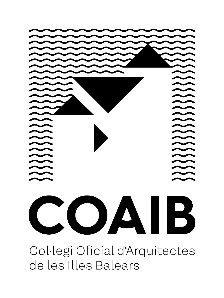 COAIB
Col·legi Oficial d'Arquitectes
de les Illes Balears